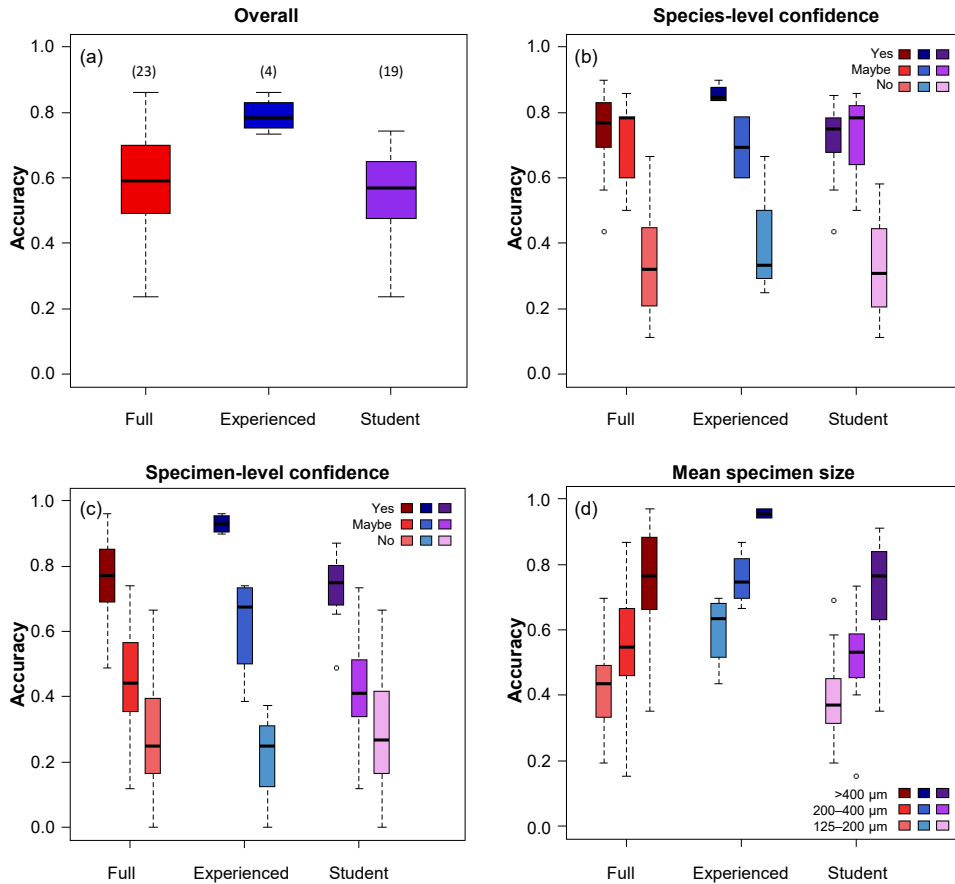 Overall
(a)
(23)
(4)
(19)
1.0
0.8
0.6
0.4
0.2
0.0
Accuracy
Full
Experienced
Student
Species-level confidence
(b)
Yes
Maybe
No
1.0
0.8
0.6
0.4
0.2
0.0
Accuracy
Full
Experienced
Student
Specimen-level confidence
(c)
Yes
Maybe
No
1.0
0.8
0.6
0.4
0.2
0.0
Accuracy
Full
Experienced
Student
Mean specimen size
(d)
1.0
0.8
0.6
0.4
0.2
0.0
Accuracy
>400 µm
200–400 µm
125–200 µm
Full
Experienced
Student